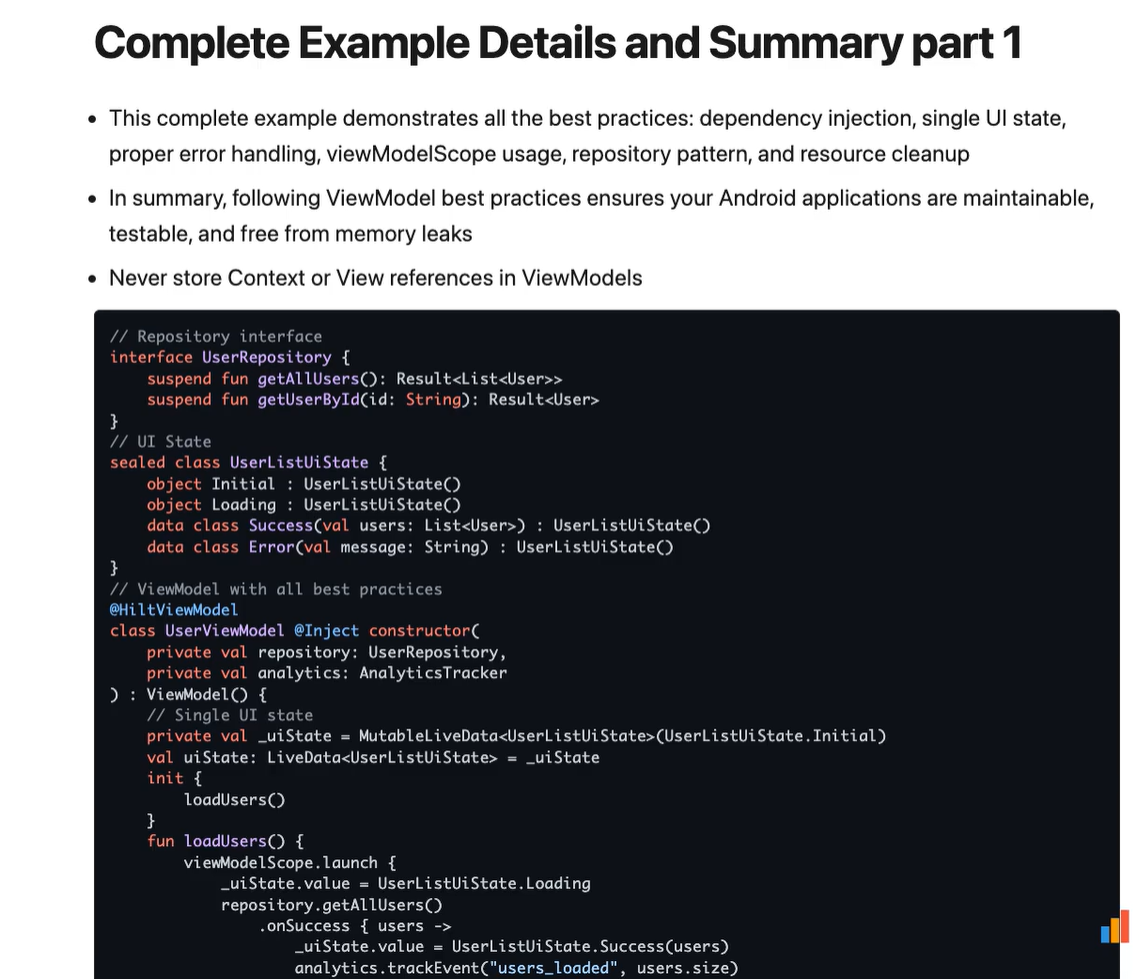 Complete Example Details and Summary part 1
• This complete example demonstrates all the best practices: dependency injection, single UI state,
proper error handling, viewModelScope usage, repository pattern, and resource cleanup
• In summary, following ViewModel best practices ensures your Android applications are maintainable,
testable, and free from memory leaks
• Never store Context or View references in ViewModels
// Repository interface
interface UserRepository {
    suspend fun getAllUsers(): Result<List<User>>
    suspend fun getUserById(id: String): Result<User>
}
// UI State
sealed class UserListUiState {
    object Initial : UserListUiState()
    object Loading : UserListUiState()
    data class Success(val users: List<User>) : UserListUiState()
    data class Error(val message: String) : UserListUiState()
}
// ViewModel with all best practices
@HiltViewModel
class UserViewModel @Inject constructor(
    private val repository: UserRepository,
    private val analytics: AnalyticsTracker
) : ViewModel() {
    // Single UI state
    private val _uiState = MutableLiveData<UserListUiState>(UserListUiState.Initial)
    val uiState: LiveData<UserListUiState> = _uiState
    init {
        loadUsers()
    }
    fun loadUsers() {
        viewModelScope.launch {
            _uiState.value = UserListUiState.Loading
            repository.getAllUsers()
                .onSuccess { users ->
                    _uiState.value = UserListUiState.Success(users)
                    analytics.trackEvent("users_loaded", users.size)